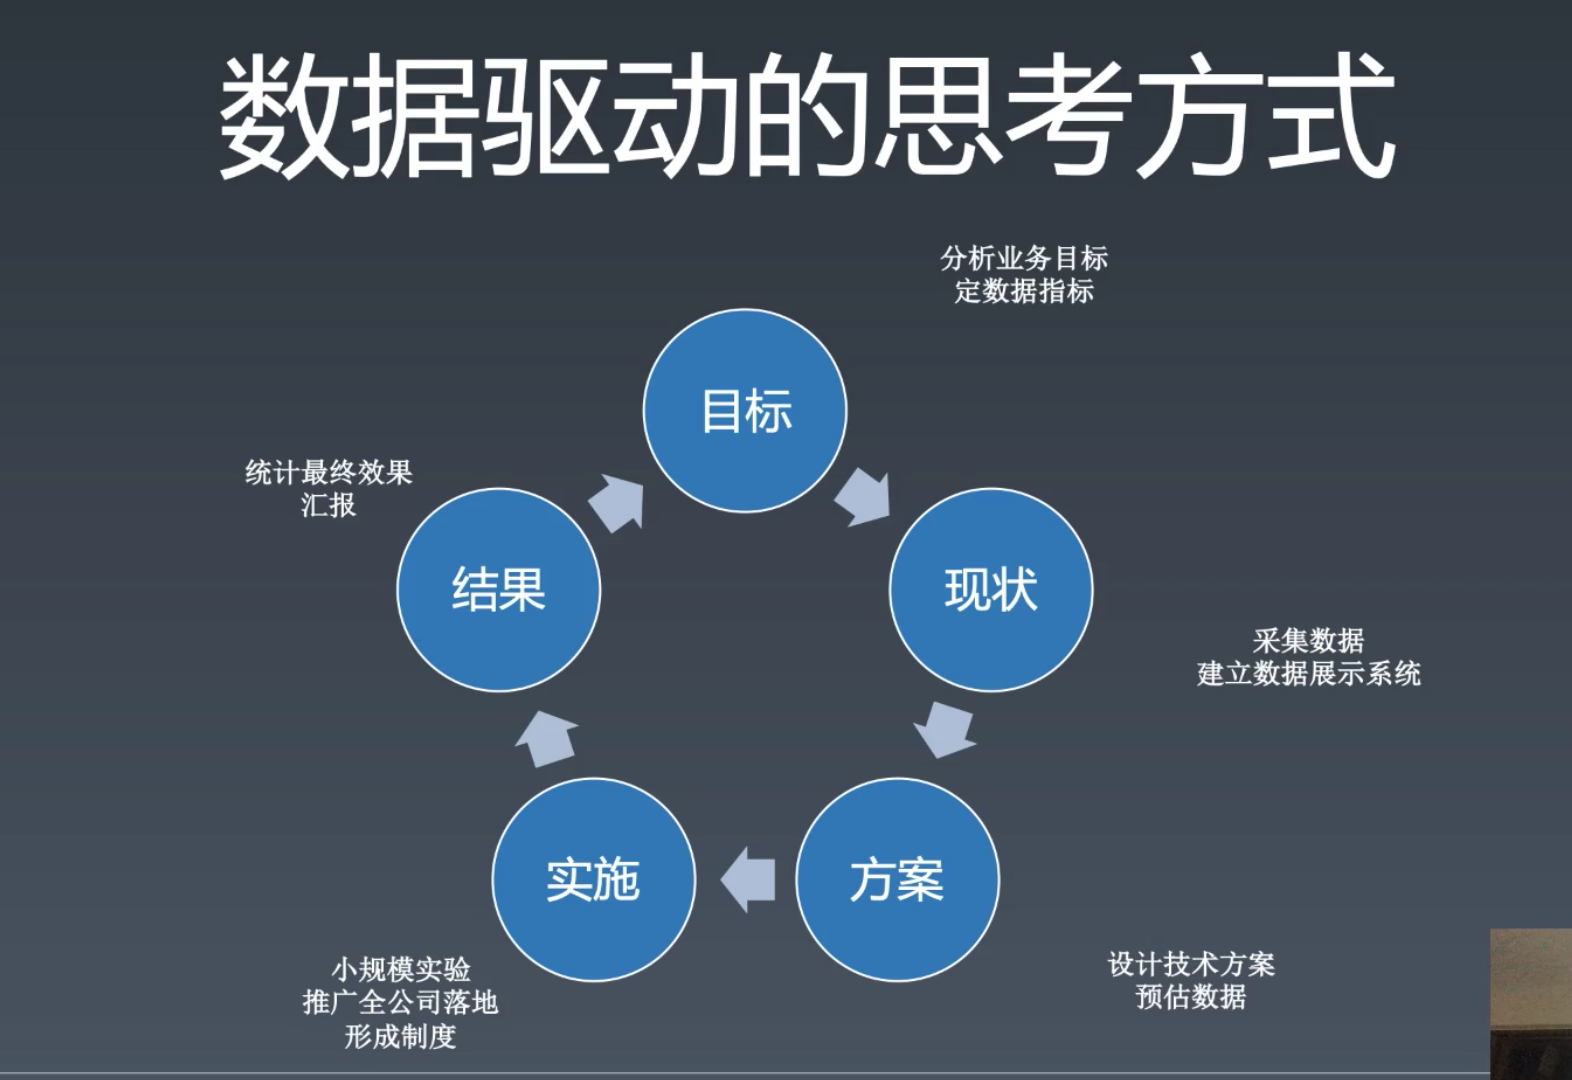 数据驱动的思考方式
分析业务目标
定数据指标
目标
现状
采集数据
建立数据展示系统
方案
设计技术方案
预估数据
实施
小规模实验
推广全公司落地
形成制度
结果
统计最终效果
汇报